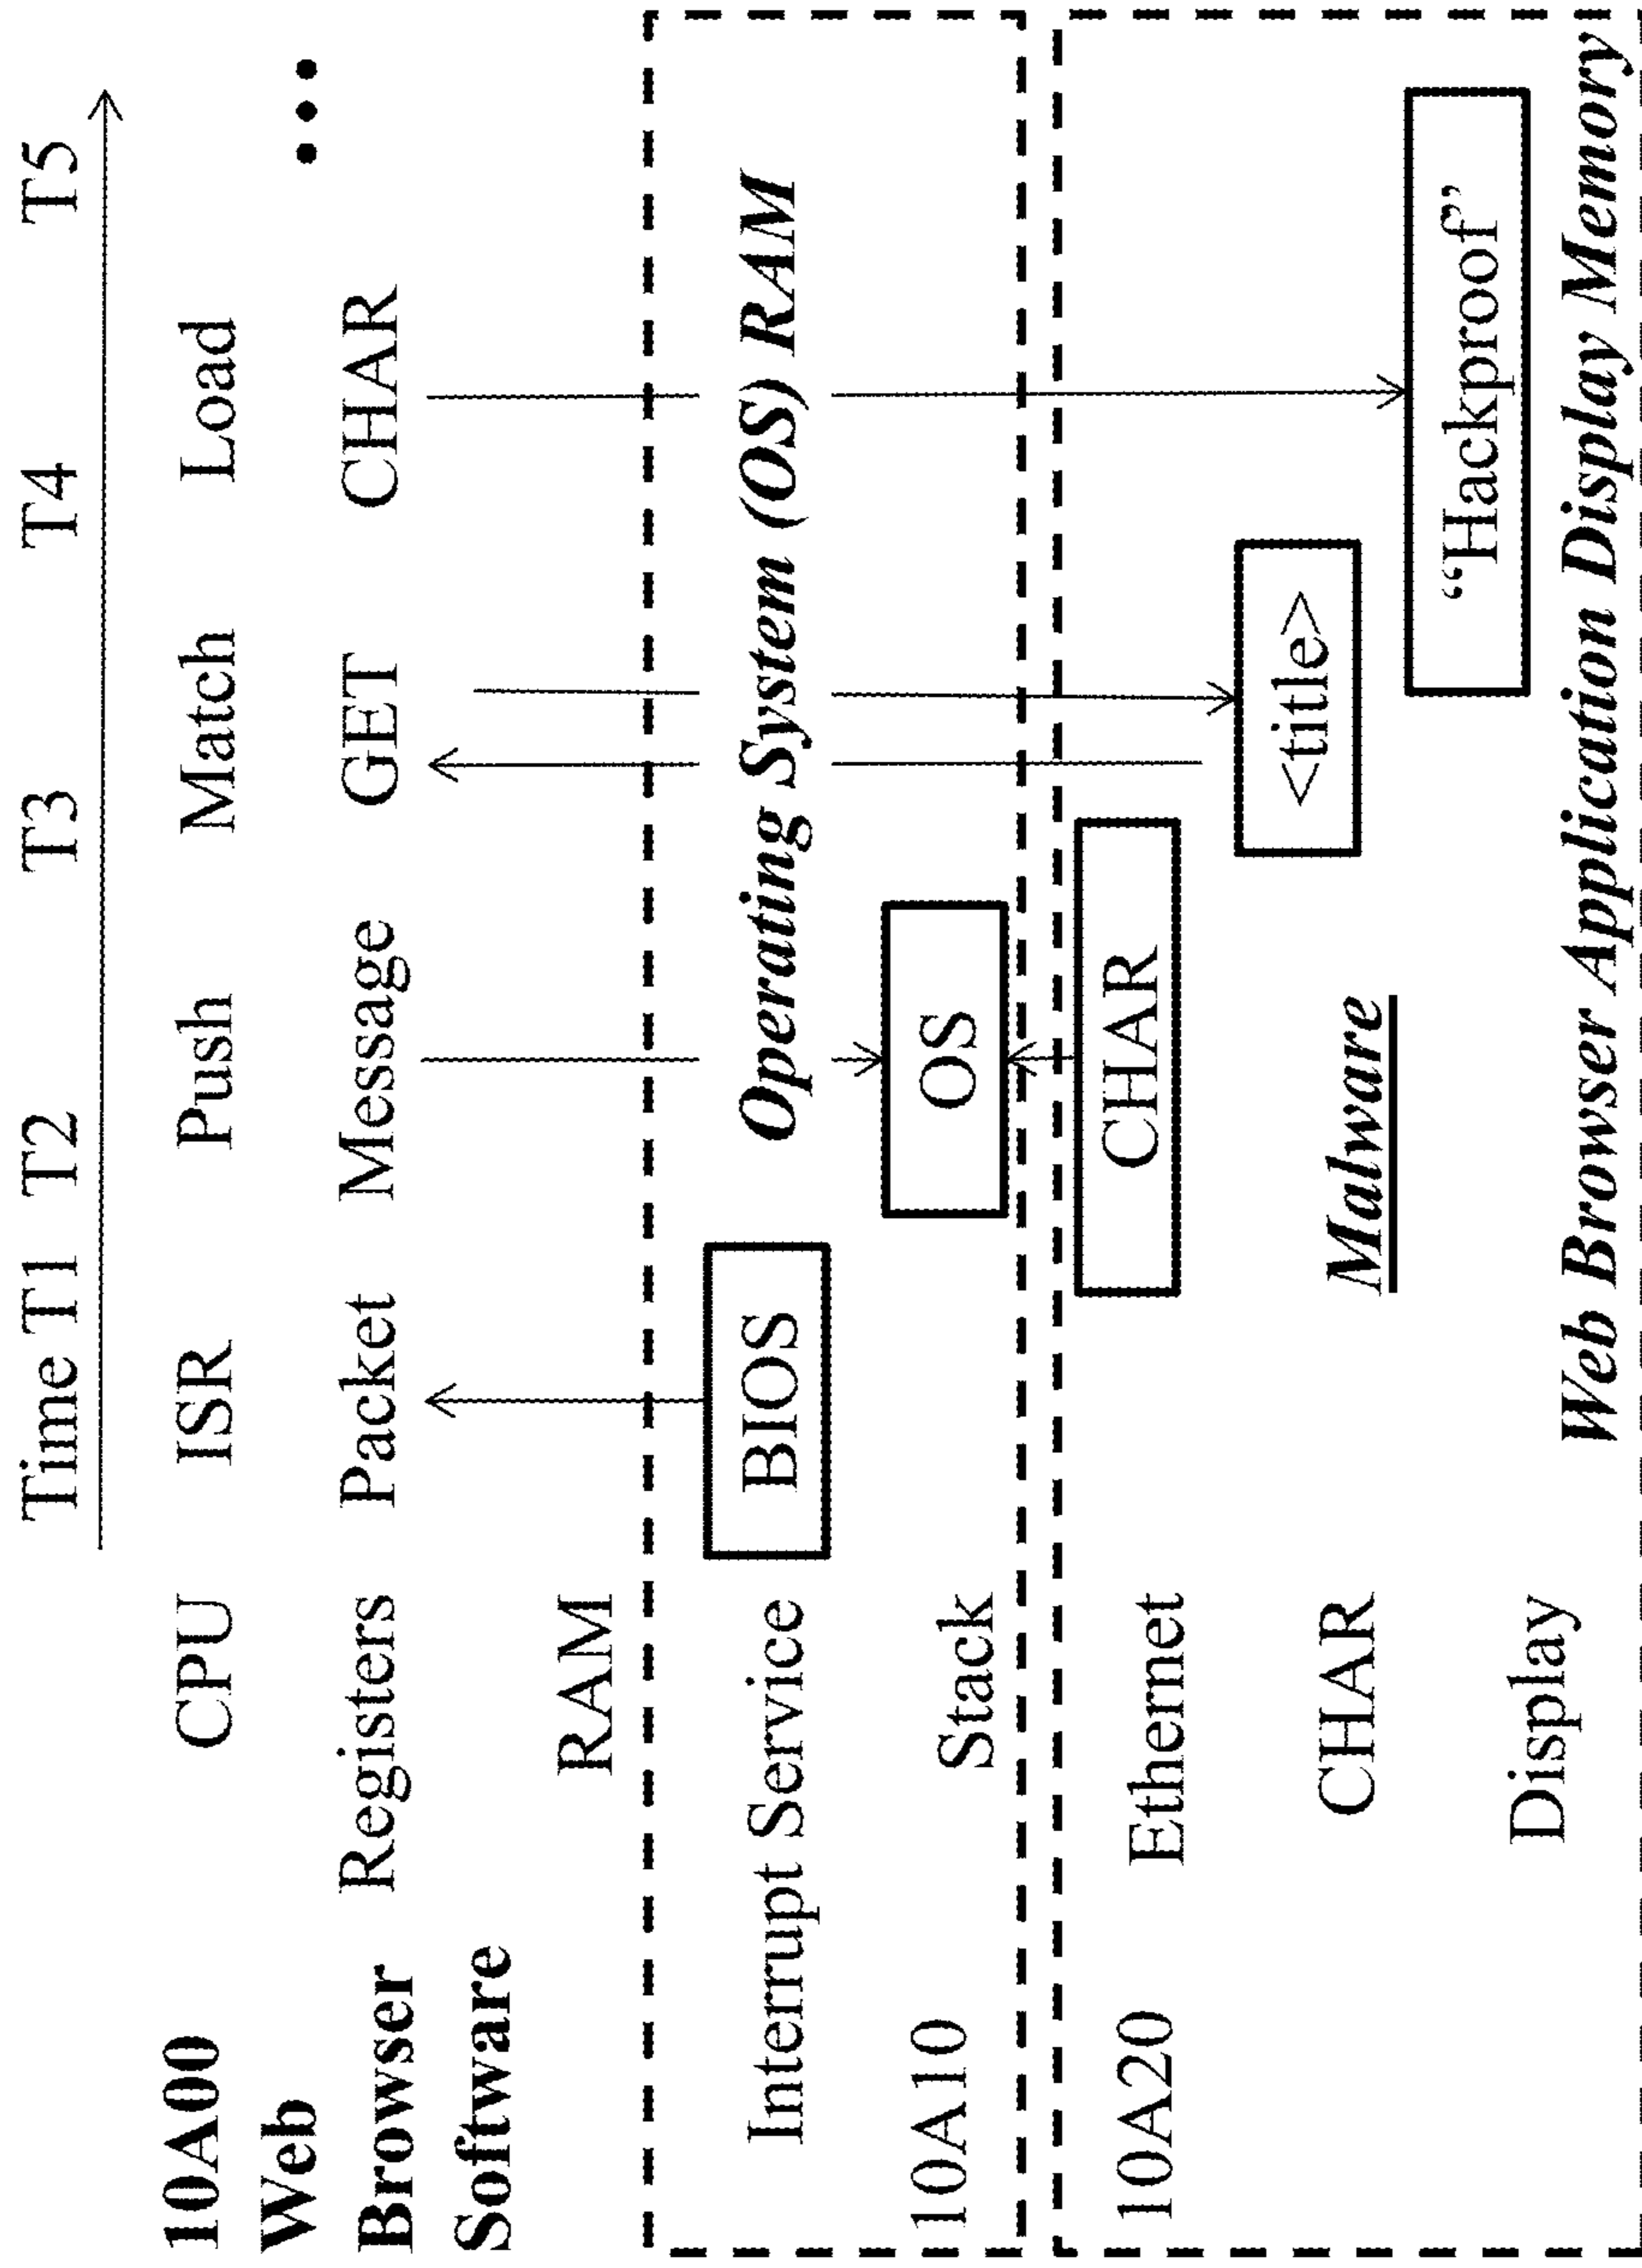 Time T1 T2 T3 T4 T5
10A00 CPU ISR Push Match Load
Web
Browser Registers Packet Message GET CHAR
Software
RAM
Interrupt Service BIOS Operating System (OS) RAM
10A10 Stack OS
10A20 Ethernet CHAR
CHAR Malware <title>
Display “Hackproof”
Web Browser Application Display Memory